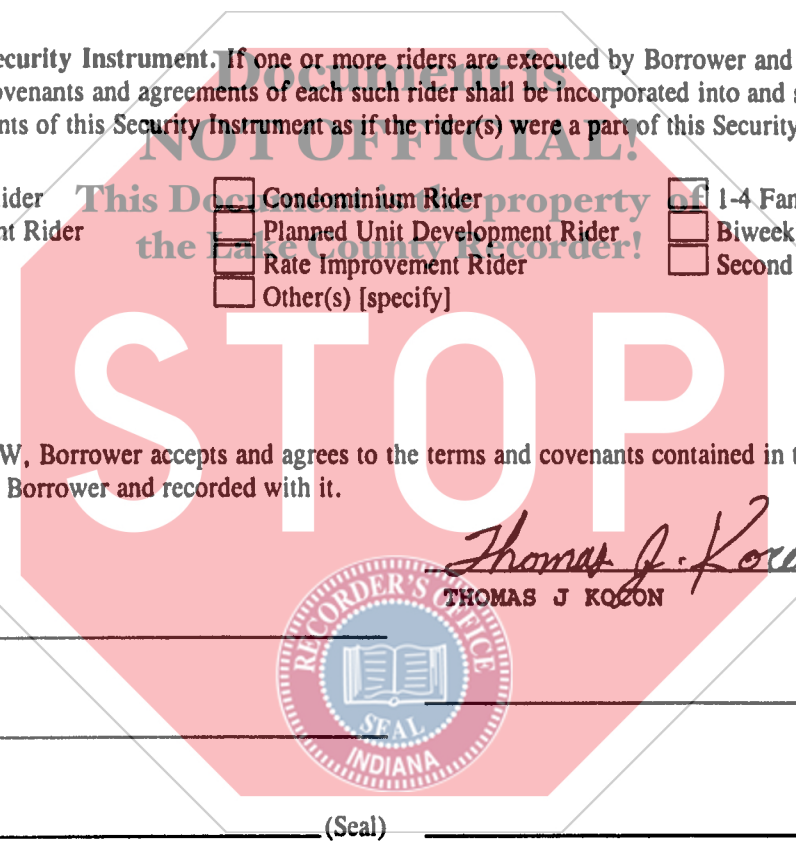 ecurity Instrument. If one or more riders are executed by Borrower and
ovenants and agreements of each such rider shall be incorporated into and s
nts of this Security Instrument as if the rider(s) were a part of this Security
Document is
NOT OFFICIAL!
This Document is the property of
the Lake County Recorder!
ider Condominium Rider 1-4 Fam
nt Rider Planned Unit Development Rider Biweek
Rate Improvement Rider Second
Other(s) [specify]
STOP
W, Borrower accepts and agrees to the terms and covenants contained in t
Borrower and recorded with it.
Thomas J. Koco
THOMAS J KOCON
RECORDER'S OFFICE
SEAL
INDIANA
(Seal)